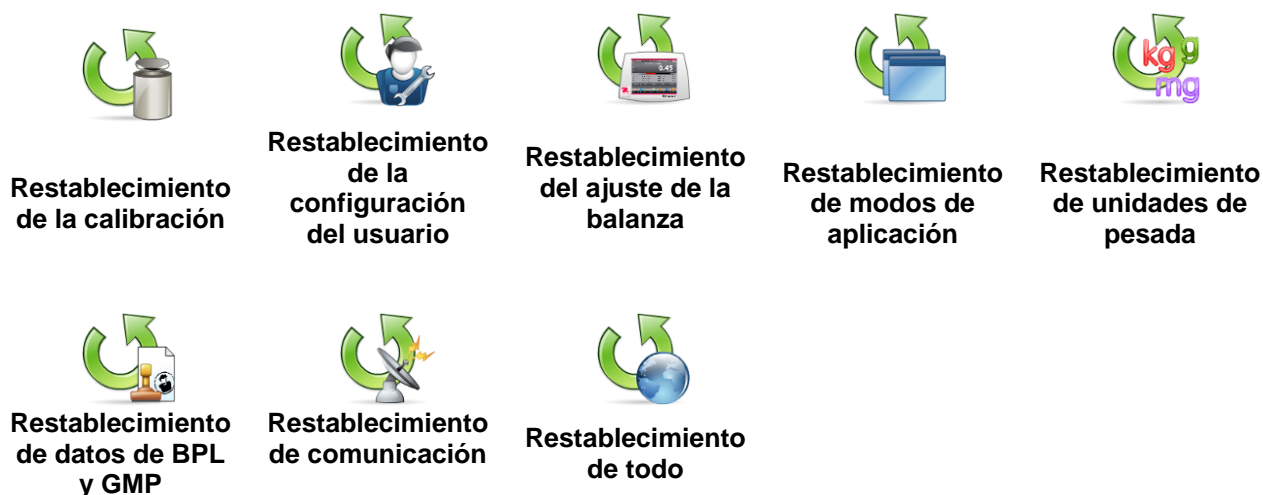 Restablecimiento
de la calibración
Restablecimiento
de la
configuración
del usuario
0.45
Restablecimiento
del ajuste de la
balanza
Restablecimiento
de modos de
aplicación
kg g
mg
Restablecimiento
de unidades de
pesada
Restablecimiento
de datos de BPL
y GMP
Restablecimiento
de comunicación
Restablecimiento
de todo